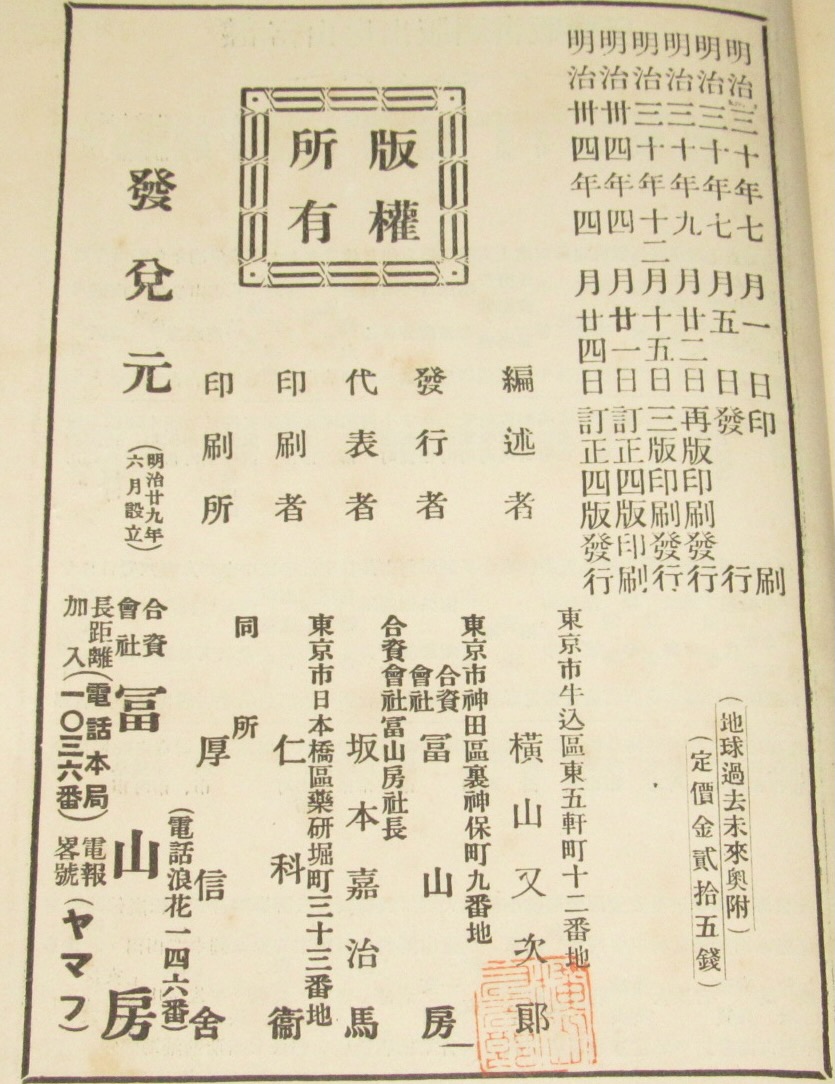 明治三十年七月一日印刷
明治三十年七月五日發行
明治三十年九月廿二日再版印刷發行
明治三十年十二月十五日三版印刷發行
明治卅四年四月廿一日訂正四版印刷
明治卅四年四月廿四日訂正四版發行
(地球過去未來奧附)
(定價金貳拾五錢)
版權
所有
東京市牛込區東五軒町十二番地
編述者 橫山又次郞
東京市神田區裏神保町九番地
發行者 合資會社 冨山房
合資會社冨山房社長
代表者 坂本嘉治馬
東京市日本橋區藥硏堀町三十三番地
印刷者 仁科衞
同所
印刷所 厚信舍
(電話浪花一四六番)
發兌元 (明治廿九年六月設立) 合資會社 冨山房
長距離加入 (電話本局一〇三六番) 電報畧號 (ヤマフ)